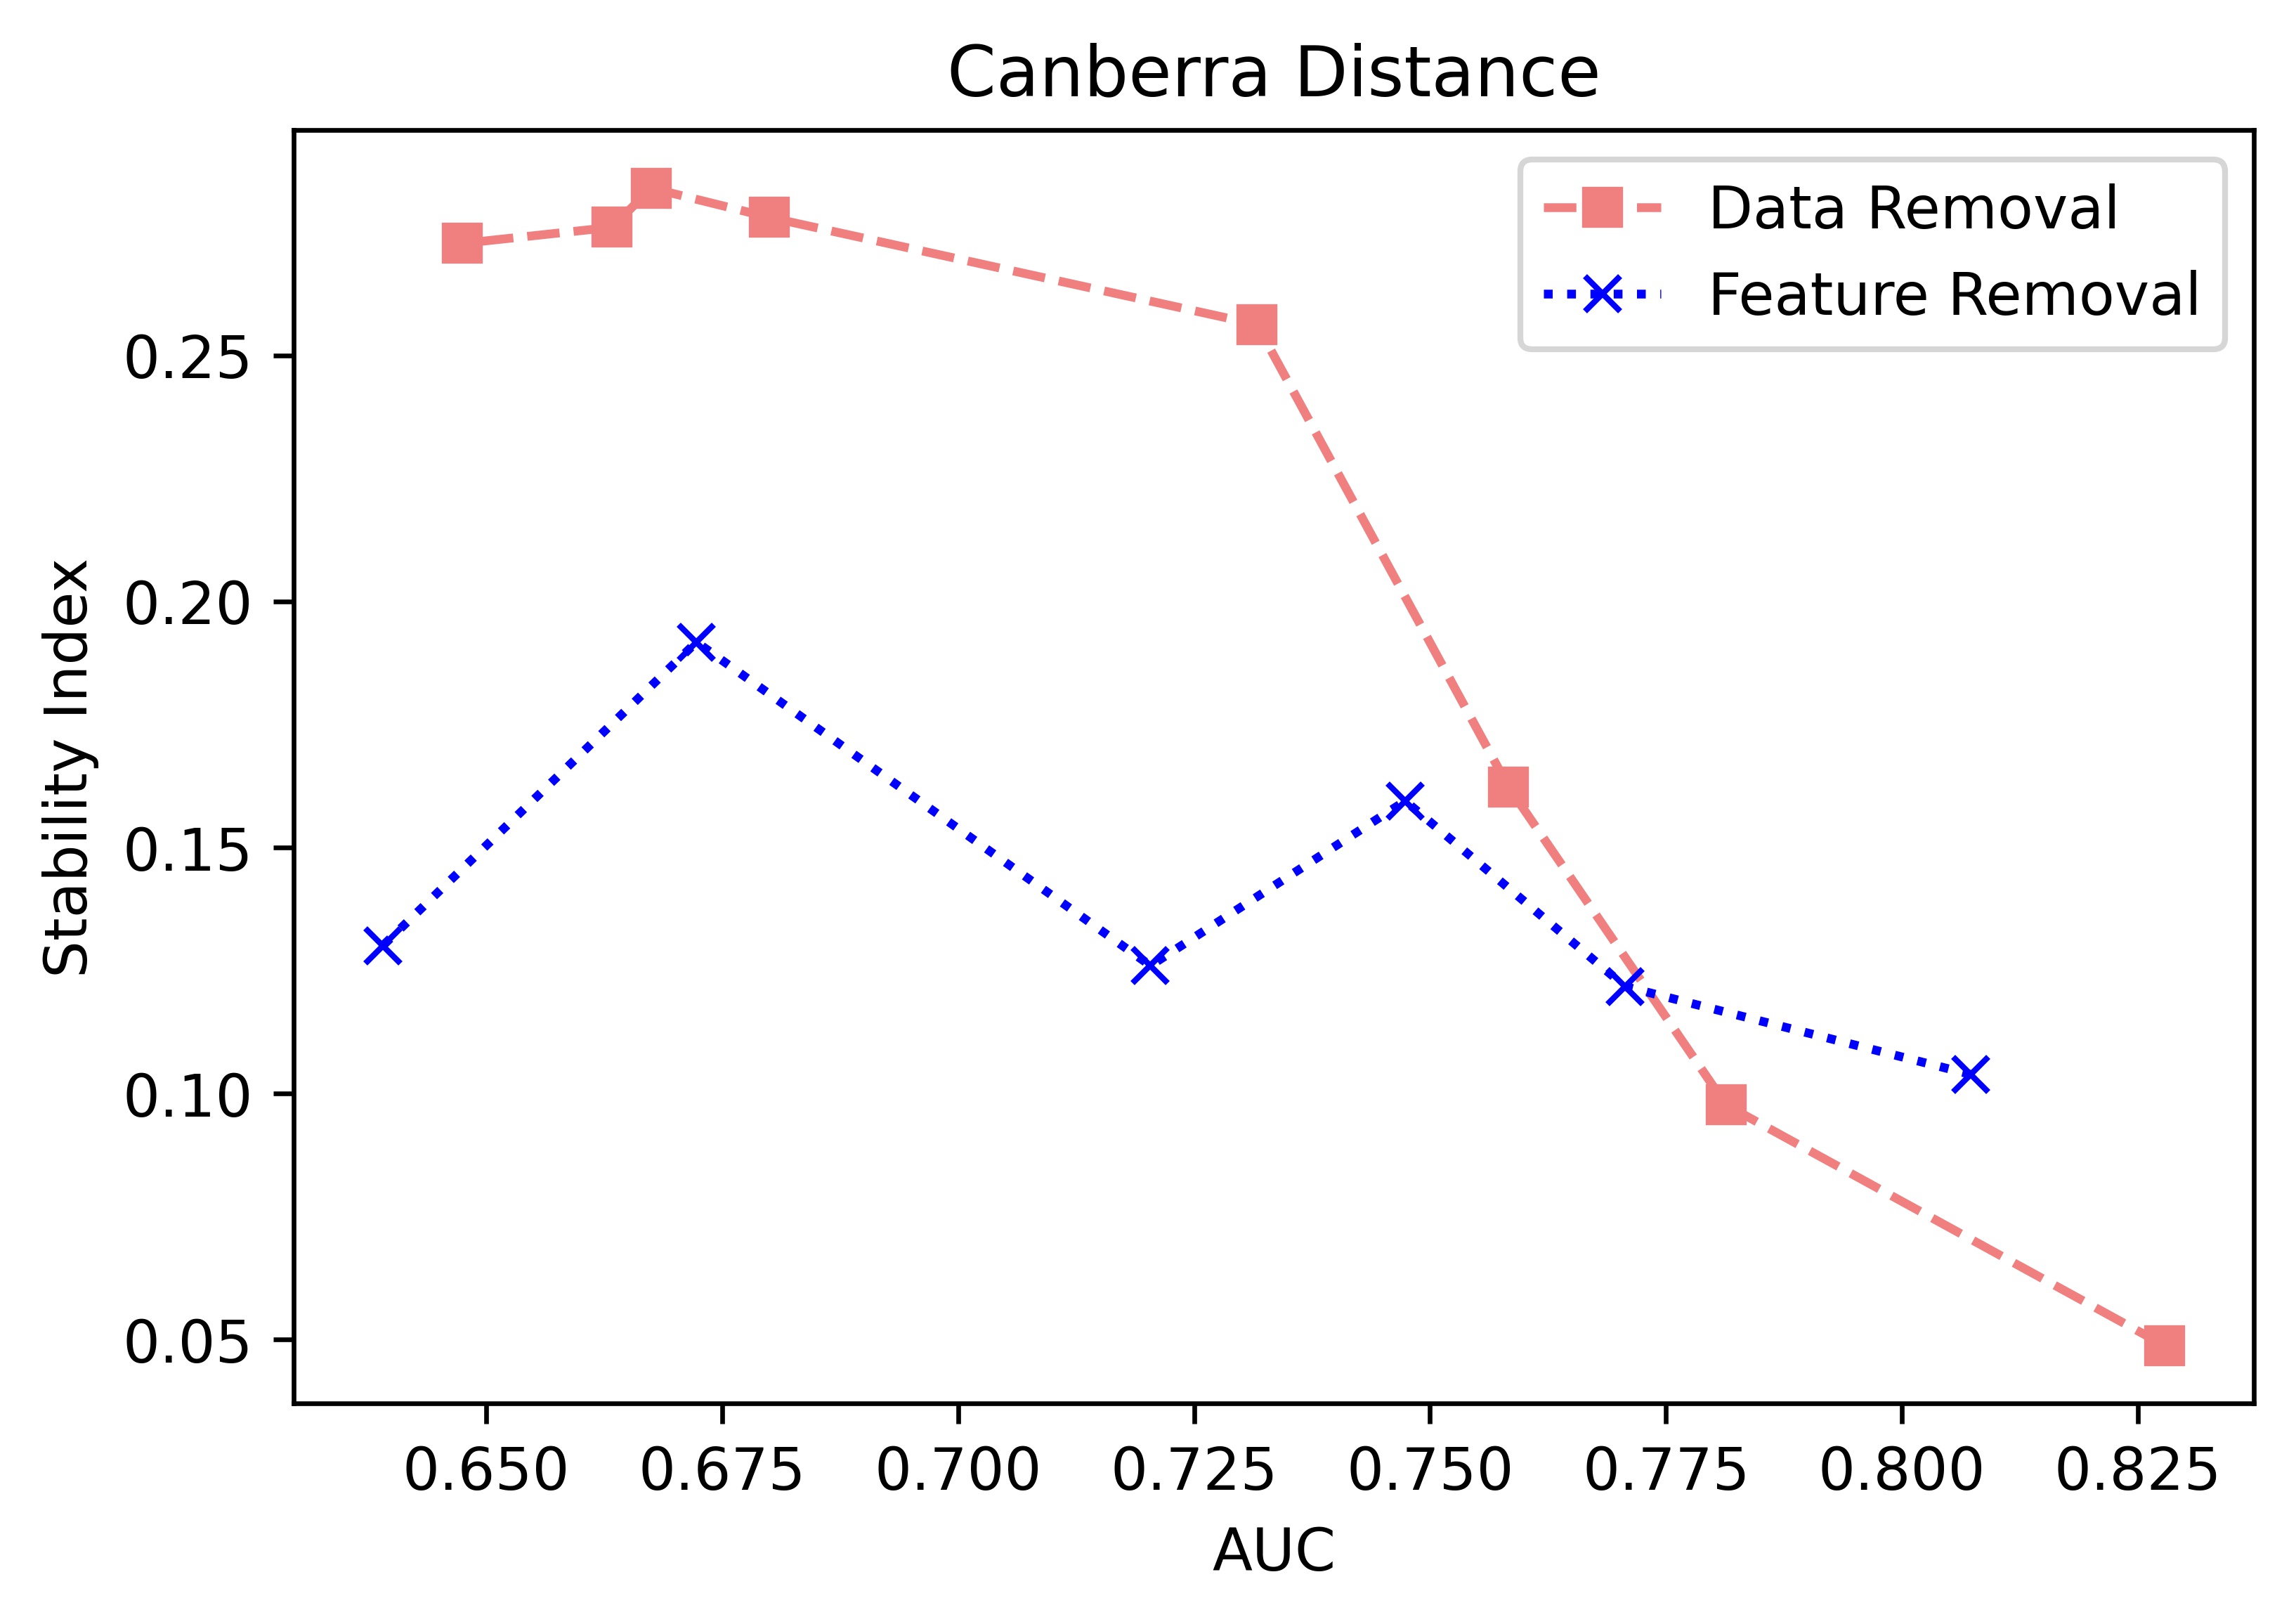 Canberra Distance
Data Removal
Feature Removal
Stability Index
0.25
0.20
0.15
0.10
0.05
0.650 0.675 0.700 0.725 0.750 0.775 0.800 0.825
AUC